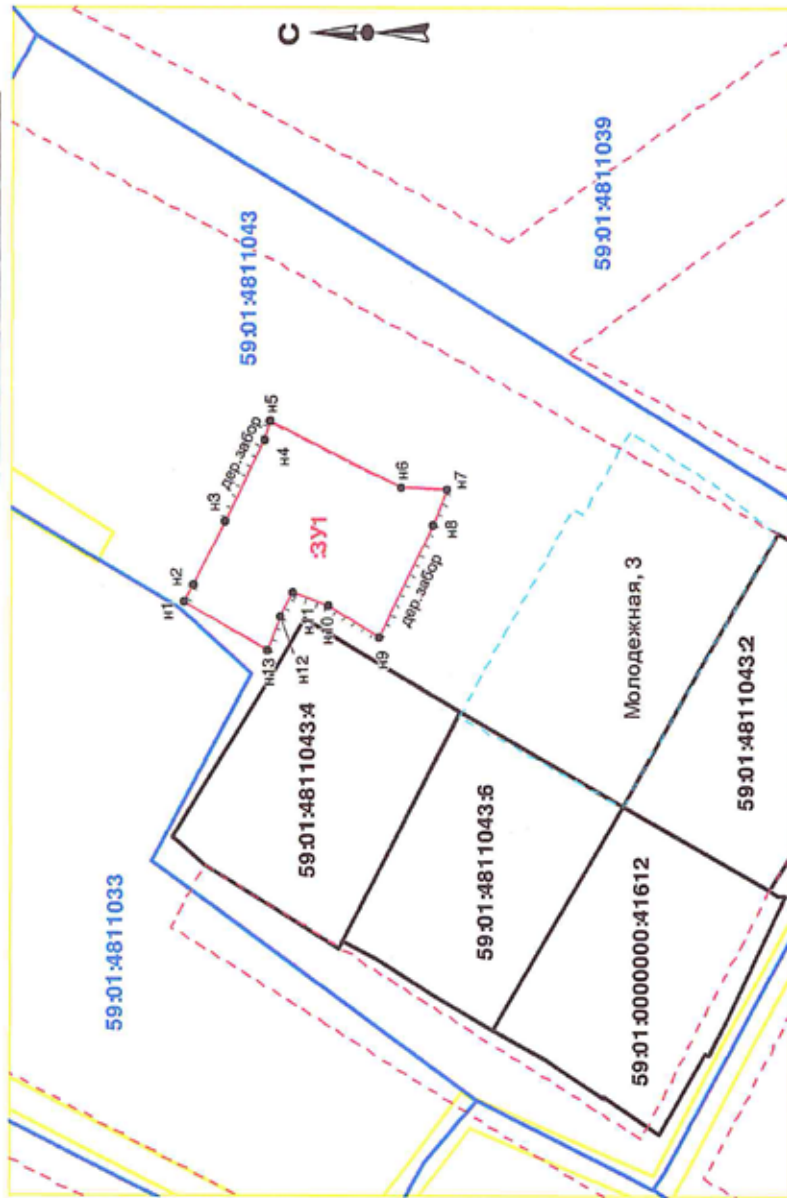 С
59:01:4811033
59:01:4811043
59:01:4811039
59:01:4811043:4
59:01:4811043:6
59:01:0000000:41612
59:01:4811043:2
Молодежная, 3
:ЗУ1
дер.забор
дер.забор
н1
н2
н3
н4
н5
н6
н7
н8
н9
н10
н11
н12
н13